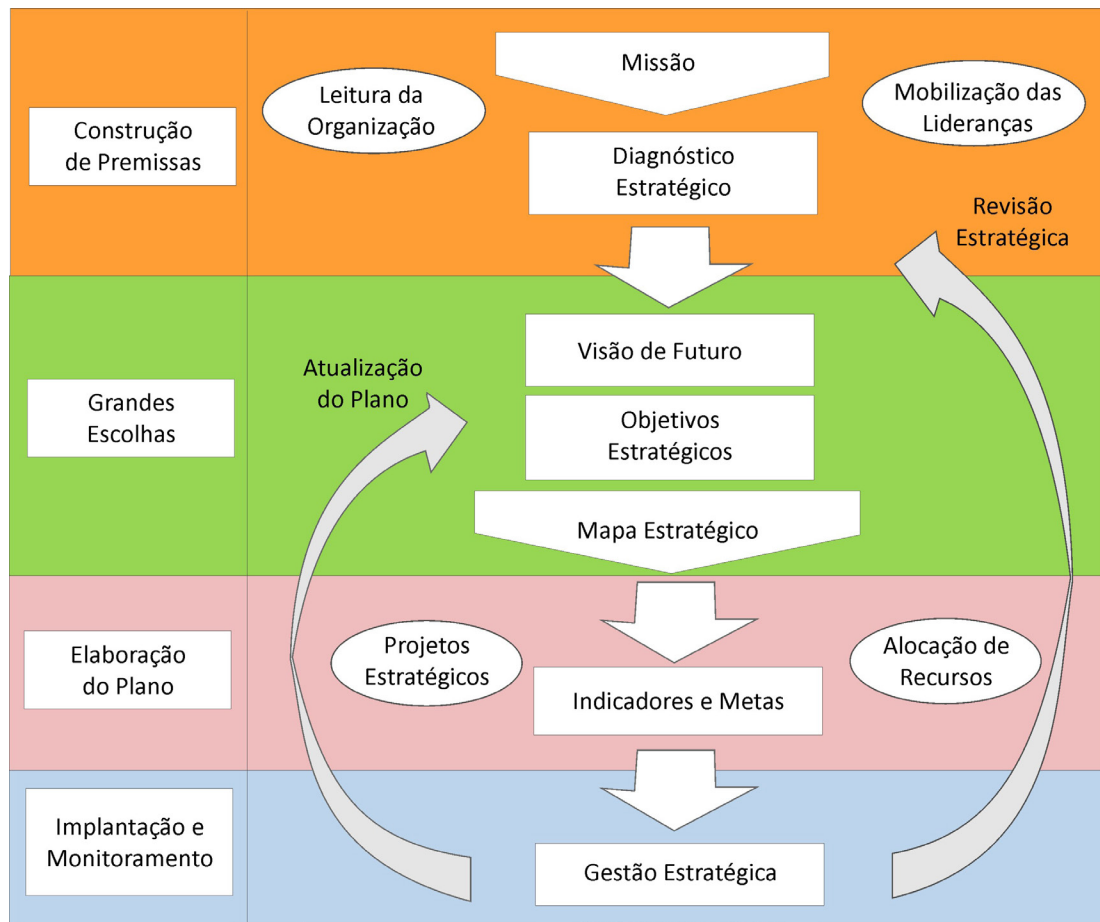 Construção
de Premissas
Leitura da
Organização
Missão
Mobilização das
Lideranças
Diagnóstico
Estratégico
Revisão
Estratégica
Grandes
Escolhas
Atualização
do Plano
Visão de Futuro
Objetivos
Estratégicos
Mapa Estratégico
Elaboração
do Plano
Projetos
Estratégicos
Indicadores e Metas
Alocação de
Recursos
Implantação e
Monitoramento
Gestão Estratégica